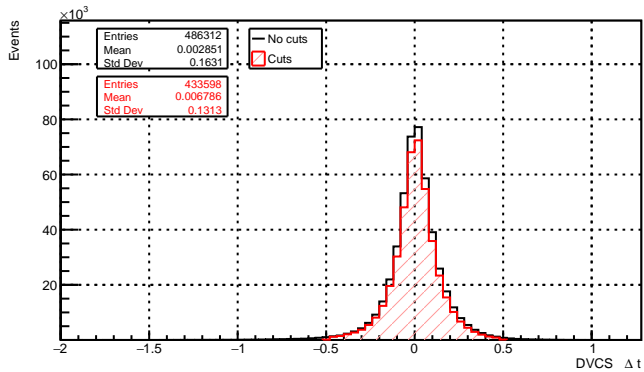 ×10³
Events
Entries 486312
Mean 0.002851
Std Dev 0.1631
No cuts
Cuts
Entries 433598
Mean 0.006786
Std Dev 0.1313
100
80
60
40
20
−2 −1.5 −1 −0.5 0 0.5 1
DVCS Δ t